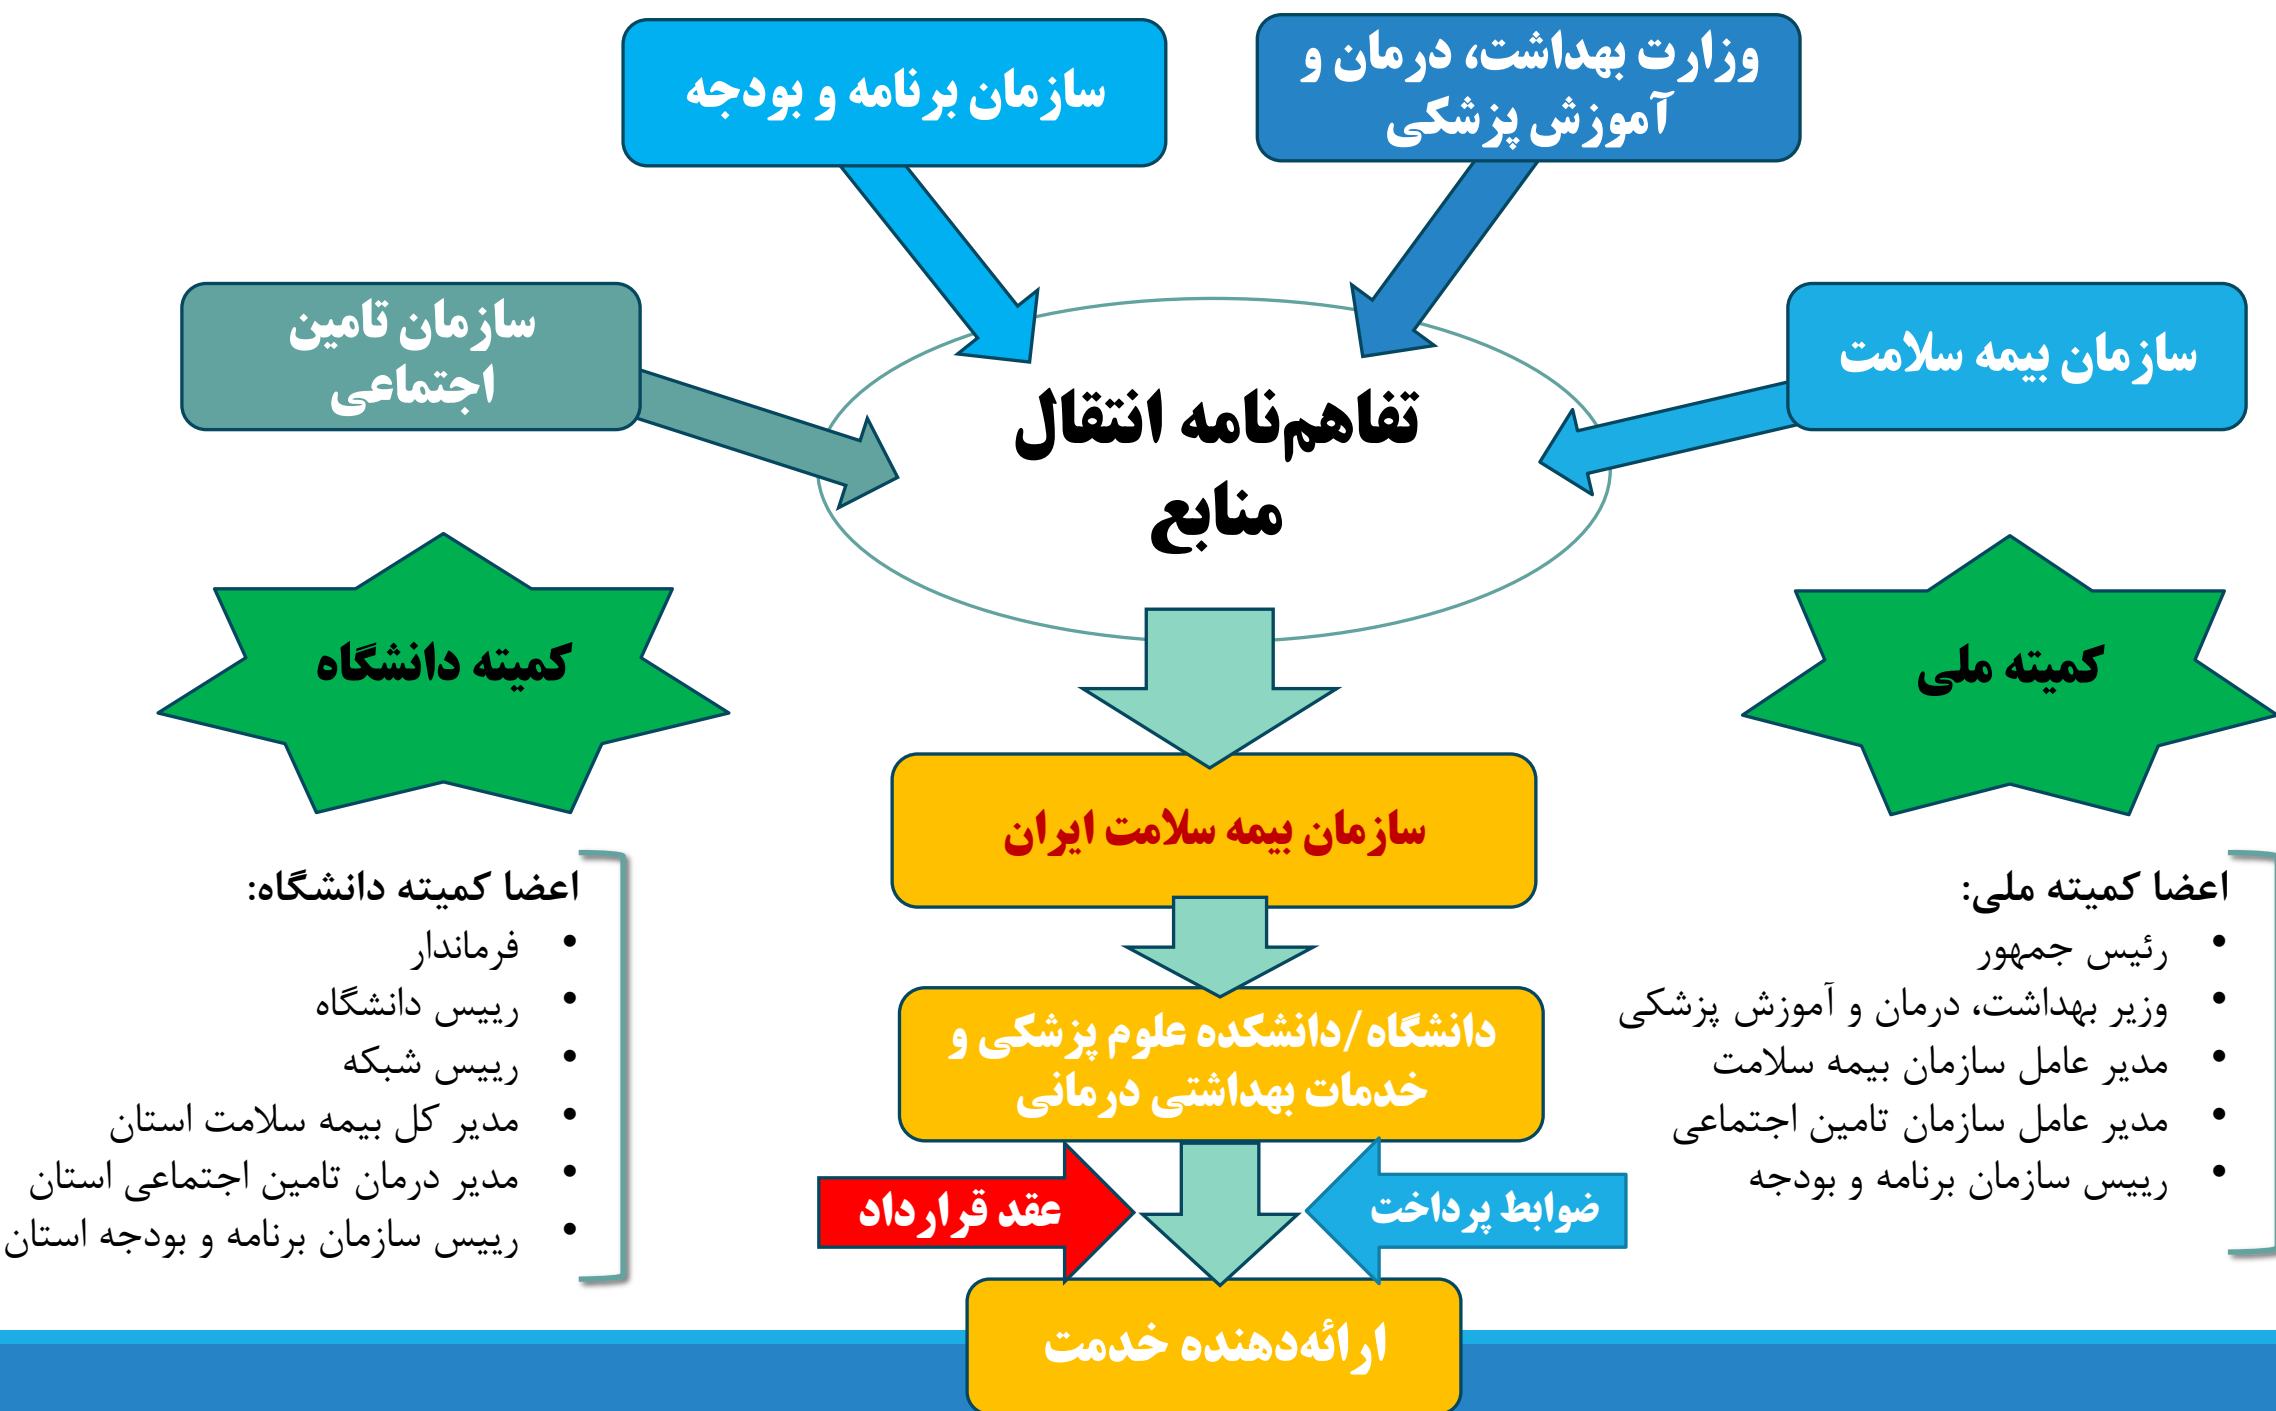 وزارت بهداشت، درمان و
آموزش پزشکی
سازمان برنامه و بودجه
سازمان بیمه سلامت
سازمان تامین
اجتماعی
تفاهم‌نامه انتقال
منابع
کمیته ملی
کمیته دانشگاه
سازمان بیمه سلامت ایران
اعضا کمیته ملی:
• رئیس جمهور
• وزیر بهداشت، درمان و آموزش پزشکی
• مدیر عامل سازمان بیمه سلامت
• مدیر عامل سازمان تامین اجتماعی
• رییس سازمان برنامه و بودجه
دانشگاه/دانشکده علوم پزشکی و
خدمات بهداشتی درمانی
ضوابط پرداخت
عقد قرارداد
ارائه‌دهنده خدمت
اعضا کمیته دانشگاه:
• فرماندار
• رییس دانشگاه
• رییس شبکه
• مدیر کل بیمه سلامت استان
• مدیر درمان تامین اجتماعی استان
• رییس سازمان برنامه و بودجه استان